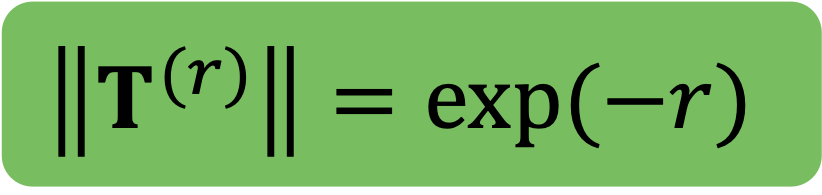 ‖𝐓⁽ʳ⁾‖ = exp(−𝑟)